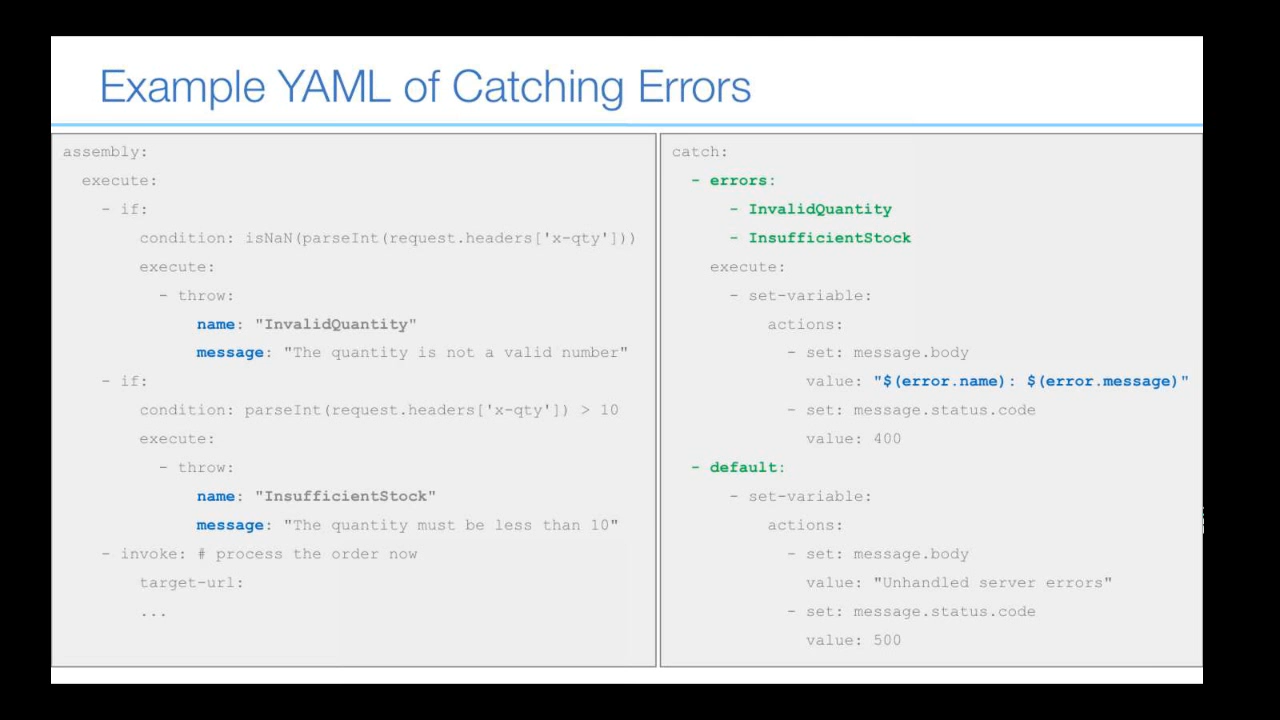 Example YAML of Catching Errors
assembly:
execute:
- if:
condition: isNaN(parseInt(request.headers['x-qty']))
execute:
- throw:
name: "InvalidQuantity"
message: "The quantity is not a valid number"
- if:
condition: parseInt(request.headers['x-qty']) > 10
execute:
- throw:
name: "InsufficientStock"
message: "The quantity must be less than 10"
- invoke: # process the order now
target-url:
...
catch:
- errors:
- InvalidQuantity
- InsufficientStock
execute:
- set-variable:
actions:
- set: message.body
value: "$(error.name): $(error.message)"
- set: message.status.code
value: 400
- default:
- set-variable:
actions:
- set: message.body
value: "Unhandled server errors"
- set: message.status.code
value: 500